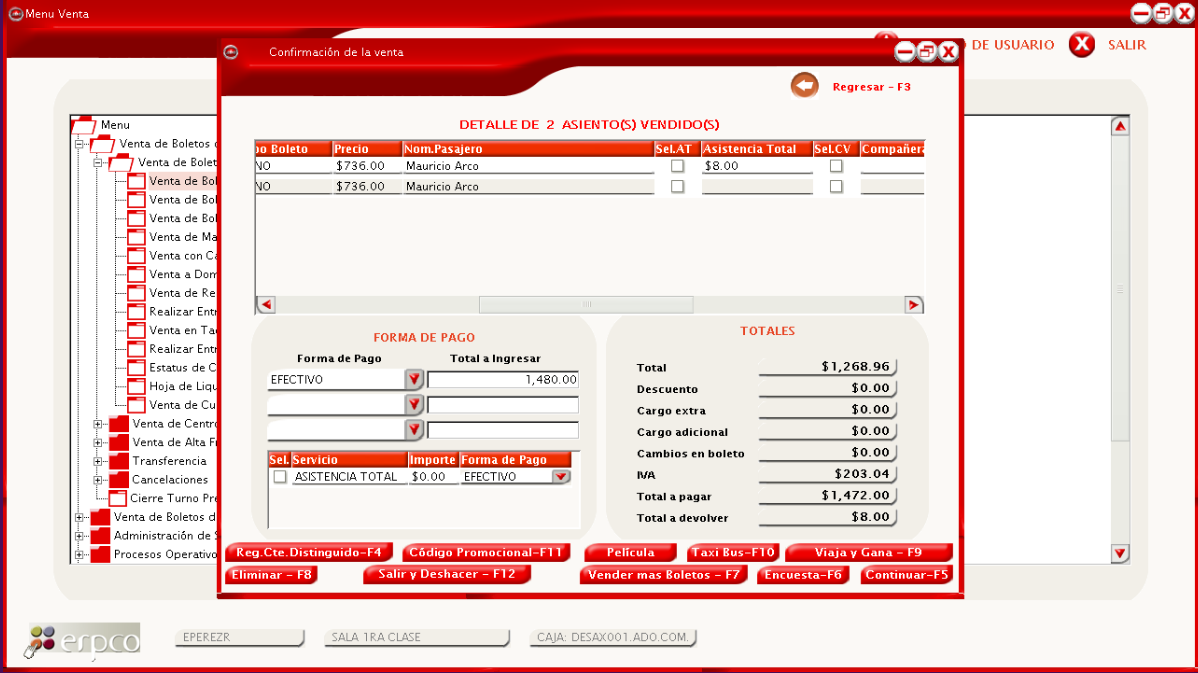 Menu Venta
DE USUARIO
SALIR
Confirmación de la venta
Regresar - F3
DETALLE DE 2 ASIENTO(S) VENDIDO(S)
Boleto Precio Nom.Pasajero Sel.AT Asistencia Total Sel.CV Compañera
NO $736.00 Mauricio Arco $8.00
NO $736.00 Mauricio Arco
Menu
Venta de Boletos
Venta de Bolet
Venta de Bol
Venta de Bol
Venta de Bol
Venta de Ma
Venta con Ca
Venta a Dom
Venta de Re
Realizar Entr
Venta en Ta
Realizar Entr
Estatus de C
Hoja de Liqu
Venta de Cu
Venta de Centro
Venta de Alta F
Transferencia
Cancelaciones
Cierre Turno Pre
Venta de Boletos d
Administración de S
Procesos Operativo
FORMA DE PAGO
Forma de Pago Total a Ingresar
EFECTIVO 1,480.00
Sel. Servicio Importe Forma de Pago
ASISTENCIA TOTAL $0.00 EFECTIVO
TOTALES
Total $1,268.96
Descuento $0.00
Cargo extra $0.00
Cargo adicional $0.00
Cambios en boleto $0.00
IVA $203.04
Total a pagar $1,472.00
Total a devolver $8.00
Reg.Cte.Distinguido-F4 Código Promocional-F11 Película Taxi Bus-F10 Viaja y Gana - F9
Eliminar - F8 Salir y Deshacer - F12 Vender mas Boletos - F7 Encuesta-F6 Continuar-F5
erpco EPEREZR SALA 1RA CLASE CAJA: DESAX001.ADO.COM.